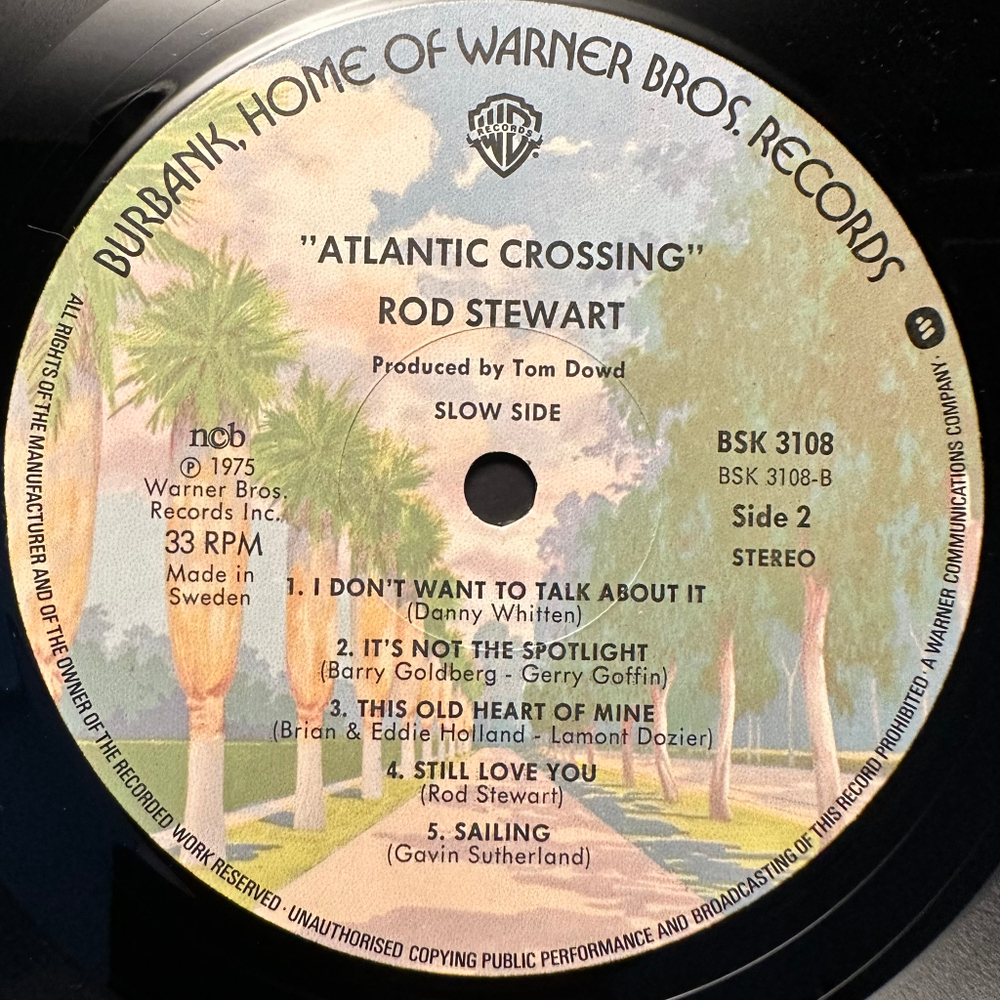 BURBANK, HOME OF WARNER BROS. RECORDS
W B
RECORDS
"ATLANTIC CROSSING"
ROD STEWART
Produced by Tom Dowd
SLOW SIDE
ncb
Ⓟ 1975
Warner Bros.
Records Inc.
33 RPM
Made in
Sweden
BSK 3108
BSK 3108-B
Side 2
STEREO
1. I DON'T WANT TO TALK ABOUT IT
(Danny Whitten)
2. IT'S NOT THE SPOTLIGHT
(Barry Goldberg - Gerry Goffin)
3. THIS OLD HEART OF MINE
(Brian & Eddie Holland - Lamont Dozier)
4. STILL LOVE YOU
(Rod Stewart)
5. SAILING
(Gavin Sutherland)
ALL RIGHTS OF THE MANUFACTURER AND OF THE OWNER OF THE RECORDED WORK RESERVED · UNAUTHORISED COPYING PUBLIC PERFORMANCE AND BROADCASTING OF THIS RECORD PROHIBITED · A WARNER COMMUNICATIONS COMPANY ·